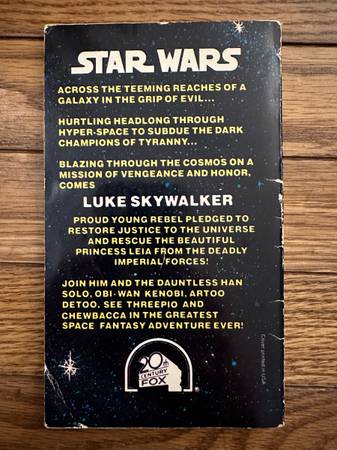 STAR WARS
ACROSS THE TEEMING REACHES OF A
GALAXY IN THE GRIP OF EVIL...
HURTLING HEADLONG THROUGH
HYPER-SPACE TO SUBDUE THE DARK
CHAMPIONS OF TYRANNY...
BLAZING THROUGH THE COSMOS ON A
MISSION OF VENGEANCE AND HONOR,
COMES
LUKE SKYWALKER
PROUD YOUNG REBEL PLEDGED TO
RESTORE JUSTICE TO THE UNIVERSE
AND RESCUE THE BEAUTIFUL
PRINCESS LEIA FROM THE DEADLY
IMPERIAL FORCES!
JOIN HIM AND THE DAUNTLESS HAN
SOLO, OBI-WAN KENOBI, ARTOO
DETOO, SEE THREEPIO AND
CHEWBACCA IN THE GREATEST
SPACE FANTASY ADVENTURE EVER!
20th
CENTURY
FOX
®
Cover printed in USA